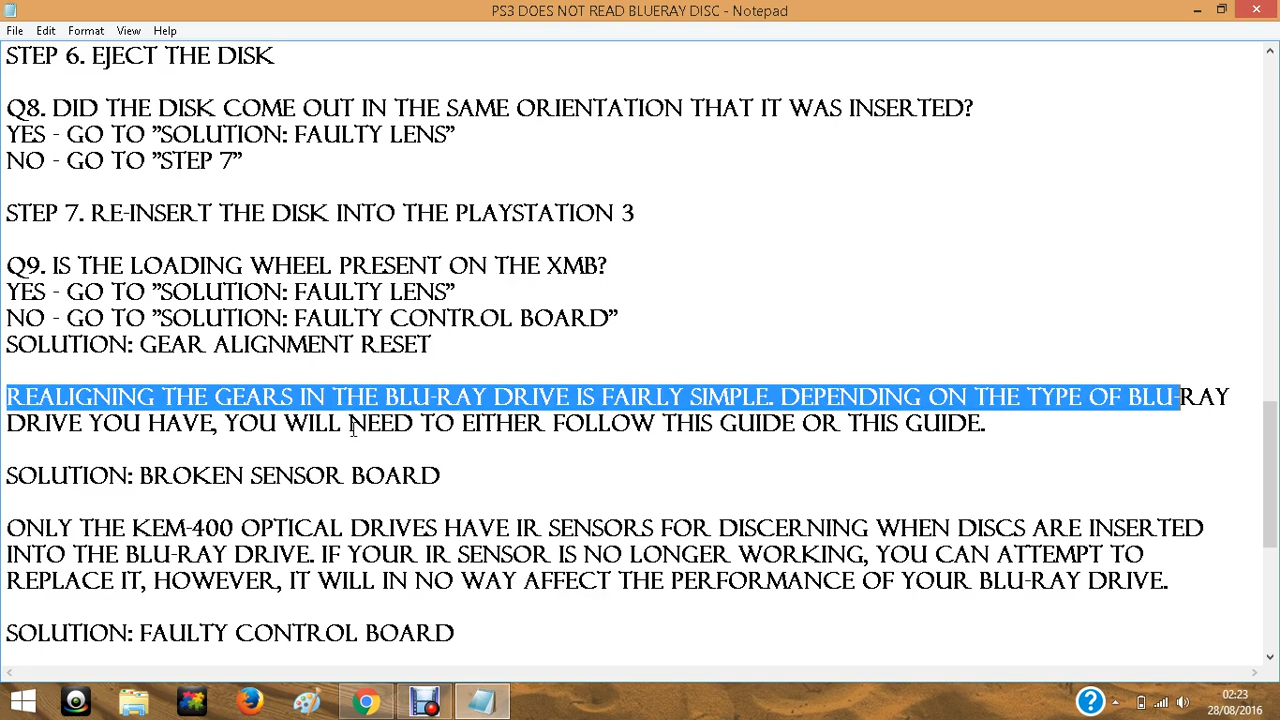 PS3 DOES NOT READ BLUERAY DISC - Notepad
File Edit Format View Help
STEP 6. EJECT THE DISK
Q8. DID THE DISK COME OUT IN THE SAME ORIENTATION THAT IT WAS INSERTED?
YES - GO TO "SOLUTION: FAULTY LENS"
NO - GO TO "STEP 7"
STEP 7. RE-INSERT THE DISK INTO THE PLAYSTATION 3
Q9. IS THE LOADING WHEEL PRESENT ON THE XMB?
YES - GO TO "SOLUTION: FAULTY LENS"
NO - GO TO "SOLUTION: FAULTY CONTROL BOARD"
SOLUTION: GEAR ALIGNMENT RESET
REALIGNING THE GEARS IN THE BLU-RAY DRIVE IS FAIRLY SIMPLE. DEPENDING ON THE TYPE OF BLU-RAY
DRIVE YOU HAVE, YOU WILL NEED TO EITHER FOLLOW THIS GUIDE OR THIS GUIDE.
SOLUTION: BROKEN SENSOR BOARD
ONLY THE KEM-400 OPTICAL DRIVES HAVE IR SENSORS FOR DISCERNING WHEN DISCS ARE INSERTED
INTO THE BLU-RAY DRIVE. IF YOUR IR SENSOR IS NO LONGER WORKING, YOU CAN ATTEMPT TO
REPLACE IT, HOWEVER, IT WILL IN NO WAY AFFECT THE PERFORMANCE OF YOUR BLU-RAY DRIVE.
SOLUTION: FAULTY CONTROL BOARD
02:23
28/08/2016